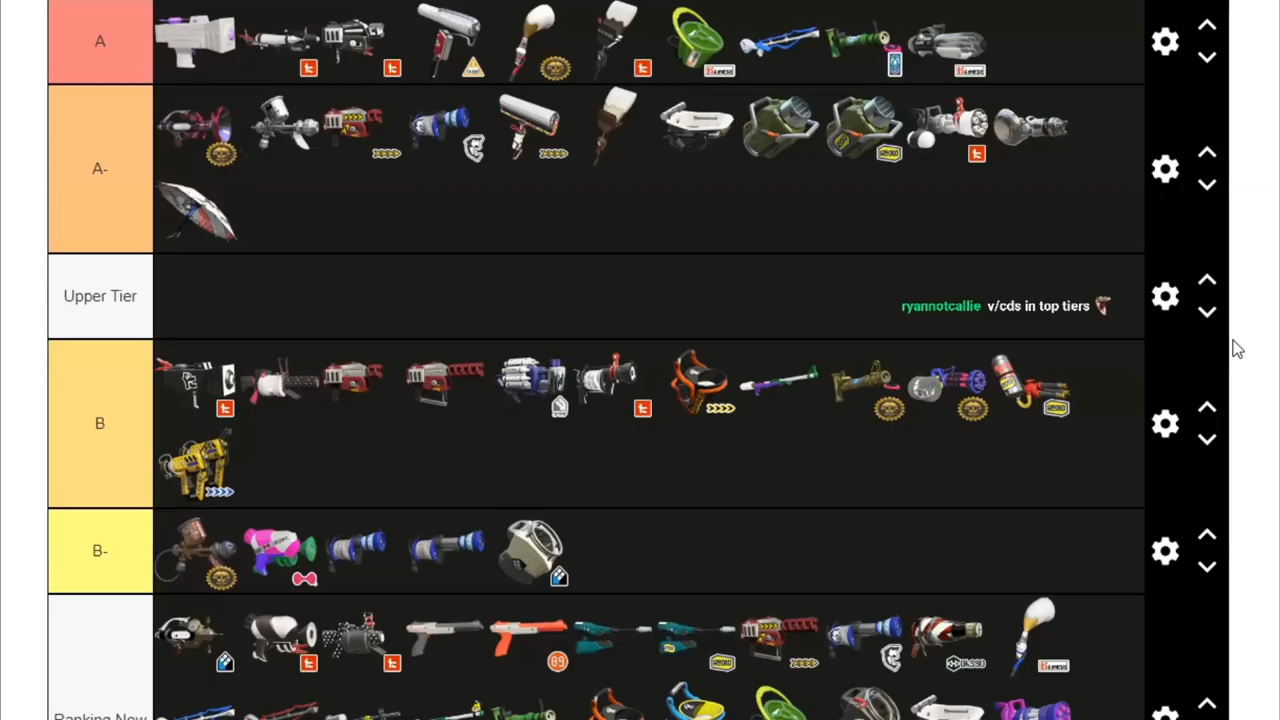 A
A-
Upper Tier
ryannotcallie v/cds in top tiers
B
B-
Ranking Now